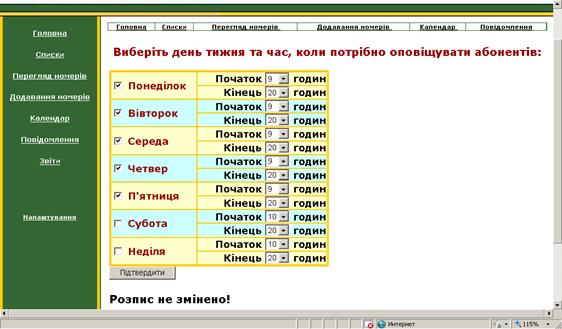 Головна
Списки
Перегляд номерів
Додавання номерів
Календар
Повідомлення
Звіти
Налаштування
Головна Списки Перегляд номерів Додавання номерів Календар Повідомлення
Виберіть день тижня та час, коли потрібно оповіщувати абонентів:
Понеділок Початок 9 годин
Кінець 20 годин
Вівторок Початок 9 годин
Кінець 20 годин
Середа Початок 9 годин
Кінець 20 годин
Четвер Початок 9 годин
Кінець 20 годин
П'ятниця Початок 9 годин
Кінець 20 годин
Субота Початок 10 годин
Кінець 20 годин
Неділя Початок 10 годин
Кінець 20 годин
Підтвердити
Розпис не змінено!
Интернет 115%